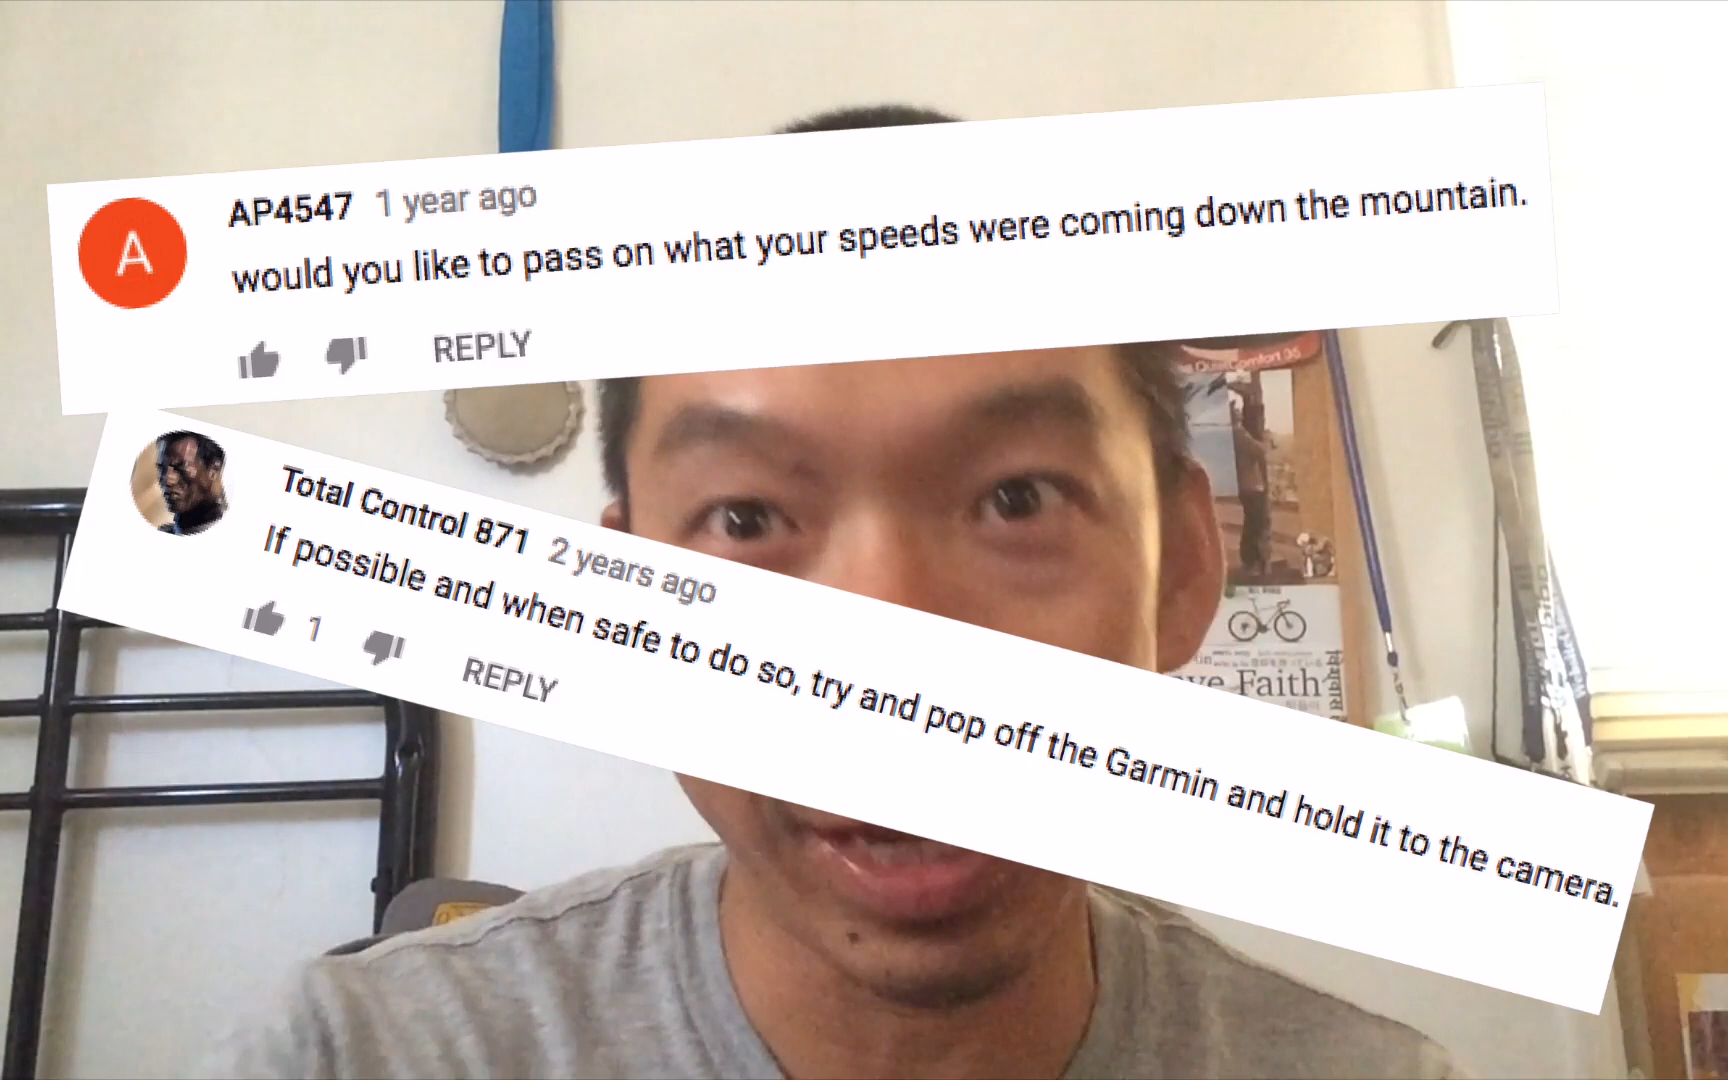 A
AP4547 1 year ago
would you like to pass on what your speeds were coming down the mountain.
REPLY
Total Control 871 2 years ago
If possible and when safe to do so, try and pop off the Garmin and hold it to the camera.
1
REPLY
Faith